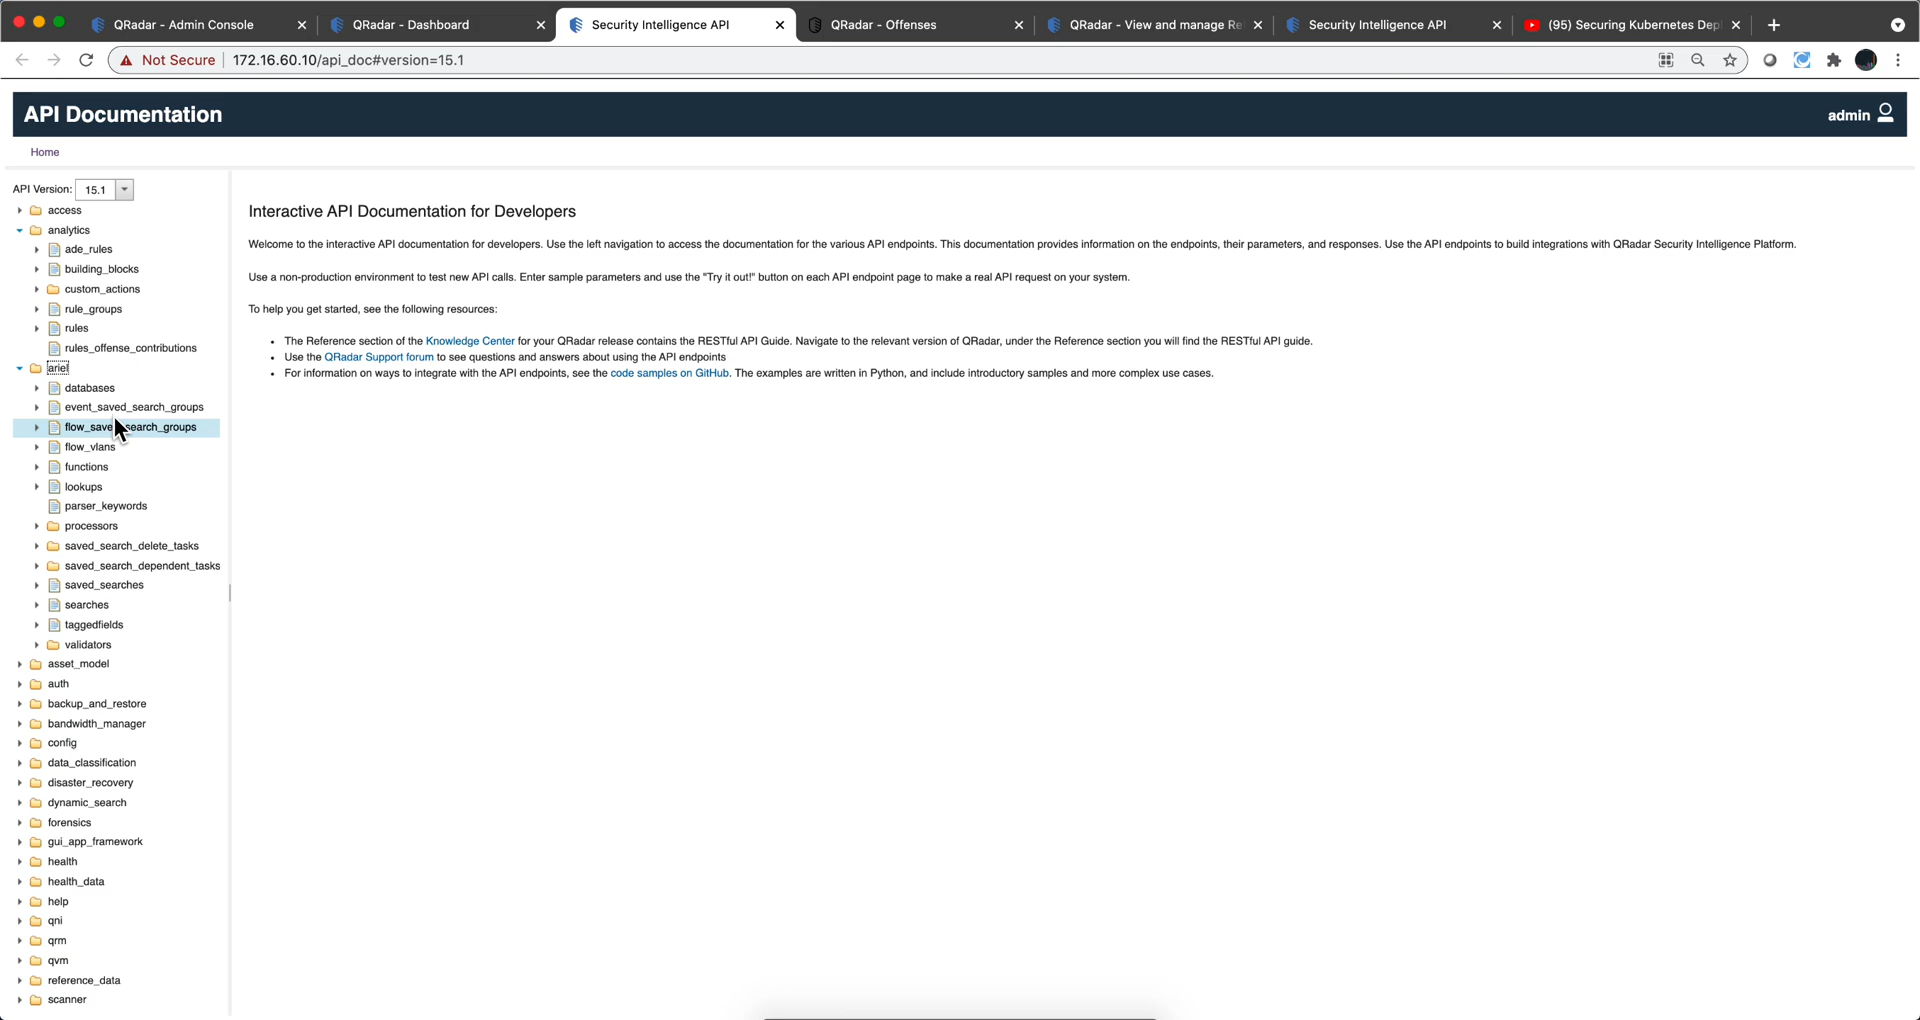 QRadar - Admin Console
QRadar - Dashboard
Security Intelligence API
QRadar - Offenses
QRadar - View and manage Re
Security Intelligence API
(95) Securing Kubernetes Dep
Not Secure
172.16.60.10/api_doc#version=15.1
API Documentation
admin
Home
API Version: 15.1
access
analytics
ade_rules
building_blocks
custom_actions
rule_groups
rules
rules_offense_contributions
ariel
databases
event_saved_search_groups
flow_save search_groups
flow_vlans
functions
lookups
parser_keywords
processors
saved_search_delete_tasks
saved_search_dependent_tasks
saved_searches
searches
taggedfields
validators
asset_model
auth
backup_and_restore
bandwidth_manager
config
data_classification
disaster_recovery
dynamic_search
forensics
gui_app_framework
health
health_data
help
qni
qrm
qvm
reference_data
scanner
Interactive API Documentation for Developers
Welcome to the interactive API documentation for developers. Use the left navigation to access the documentation for the various API endpoints. This documentation provides information on the endpoints, their parameters, and responses. Use the API endpoints to build integrations with QRadar Security Intelligence Platform.
Use a non-production environment to test new API calls. Enter sample parameters and use the "Try it out!" button on each API endpoint page to make a real API request on your system.
To help you get started, see the following resources:
• The Reference section of the Knowledge Center for your QRadar release contains the RESTful API Guide. Navigate to the relevant version of QRadar, under the Reference section you will find the RESTful API guide.
• Use the QRadar Support forum to see questions and answers about using the API endpoints
• For information on ways to integrate with the API endpoints, see the code samples on GitHub. The examples are written in Python, and include introductory samples and more complex use cases.